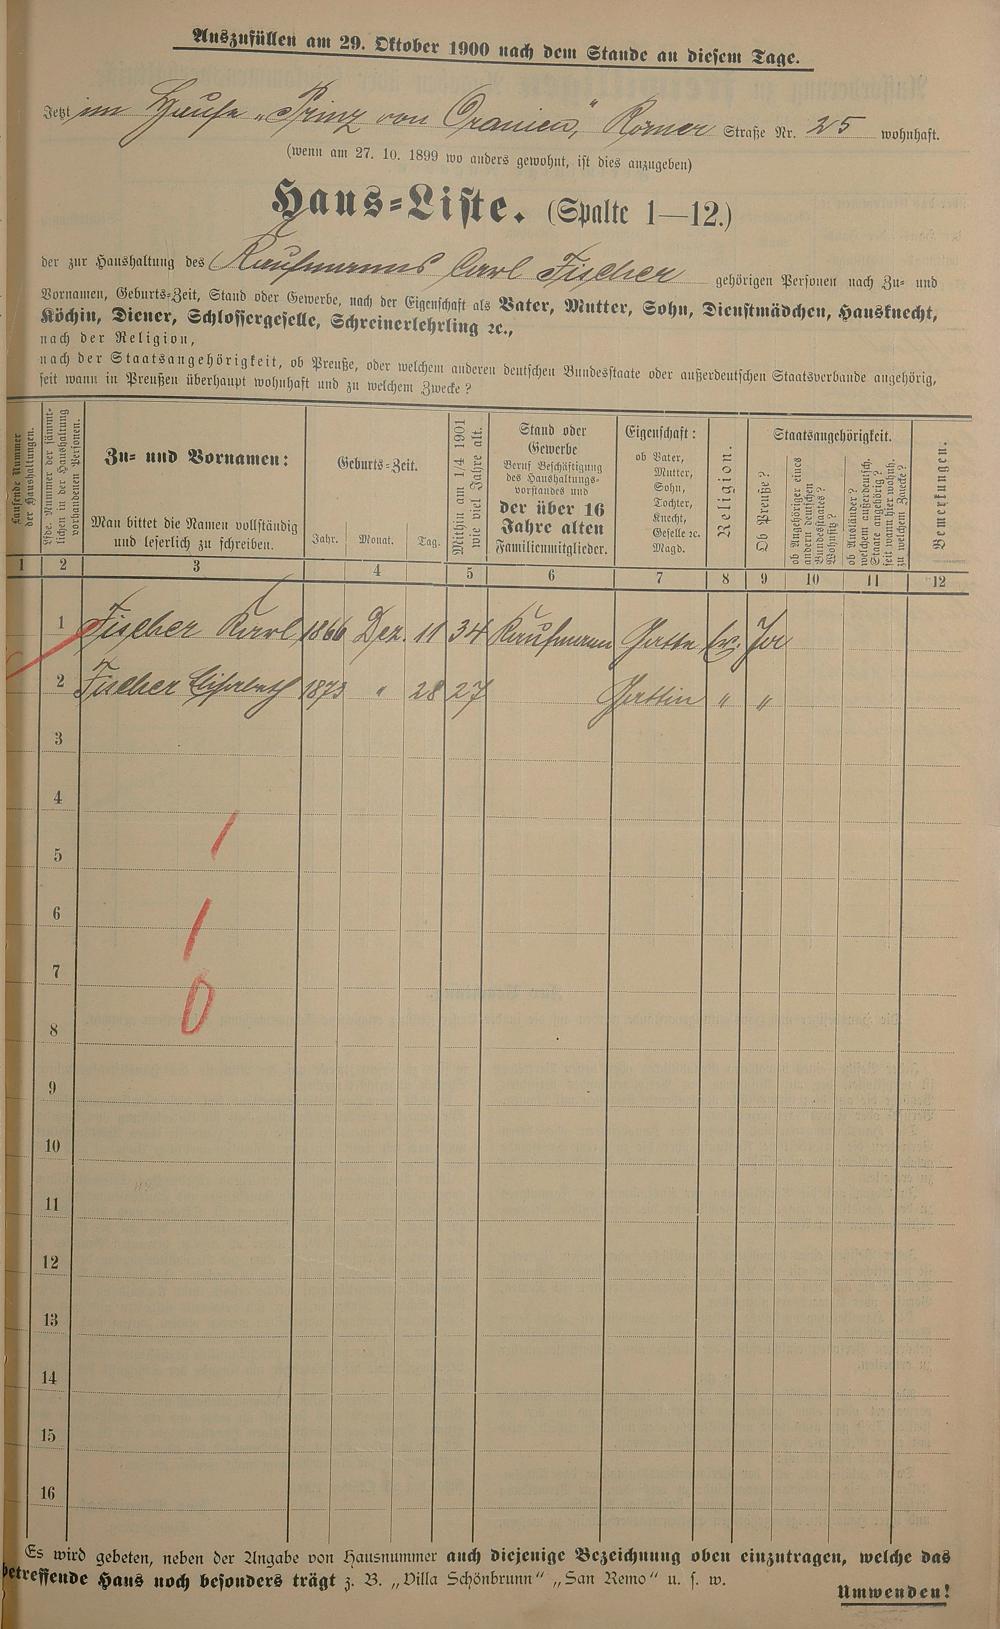 Auszufüllen am 29. Oktober 1900 nach dem Stande an diesem Tage.
Jetzt im Hause „Prinz von Oranien," Römer Straße Nr. 25 wohnhaft.
(wenn am 27. 10. 1899 wo anders gewohnt, ist dies anzugeben)
Haus-Liste. (Spalte 1—12.)
der zur Haushaltung des Kaufmanns Carl Fischer gehörigen Personen nach Zu- und
Vornamen, Geburts-Zeit, Stand oder Gewerbe, nach der Eigenschaft als Vater, Mutter, Sohn, Dienstmädchen, Hausknecht,
Köchin, Diener, Schlossergeselle, Schreinerlehrling ꝛc.,
nach der Religion,
nach der Staatsangehörigkeit, ob Preuße, oder welchem anderen deutschen Bundesstaate oder außerdeutschen Staatsverbande angehörig,
seit wann in Preußen überhaupt wohnhaft und zu welchem Zwecke?
Laufende Nummer
der Haushaltungen.
Lfde. Nummer der sämmt-
lichen in der Haushaltung
vorhandenen Personen.
Zu- und Vornamen:
Man bittet die Namen vollständig
und leserlich zu schreiben.
Geburts-Zeit.
Jahr. Monat. Tag.
Mithin am 1/4 1901
wie viel Jahre alt.
Stand oder
Gewerbe
Beruf Beschäftigung
des Haushaltungs-
vorstandes und
der über 16
Jahre alten
Familienmitglieder.
Eigenschaft:
ob Vater,
Mutter,
Sohn,
Tochter,
Knecht,
Geselle ꝛc.
Magd.
Religion.
Staatsangehörigkeit.
Ob Preuße?
ob Angehöriger eines
andern deutschen
Bundesstaates?
Wohnsitz?
ob Ausländer?
welchem außerdeutsch.
Staate angehörig?
seit wann hier wohnh.
zu welchem Zwecke?
Bemerkungen.
1 2 3 4 5 6 7 8 9 10 11 12
1 Fischer Karl 1866 Dez. 11 34 Kaufmann Gatte Ev. Ja
2 Fischer Elisabeth 1873 " 28 27 Gattin " "
3
4
5
6
7
8
9
10
11
12
13
14
15
16
1
1
0
Es wird gebeten, neben der Angabe von Hausnummer auch diejenige Bezeichnung oben einzutragen, welche das
betreffende Haus noch besonders trägt z. B. „Villa Schönbrunn" „San Remo" u. s. w.
Umwenden!